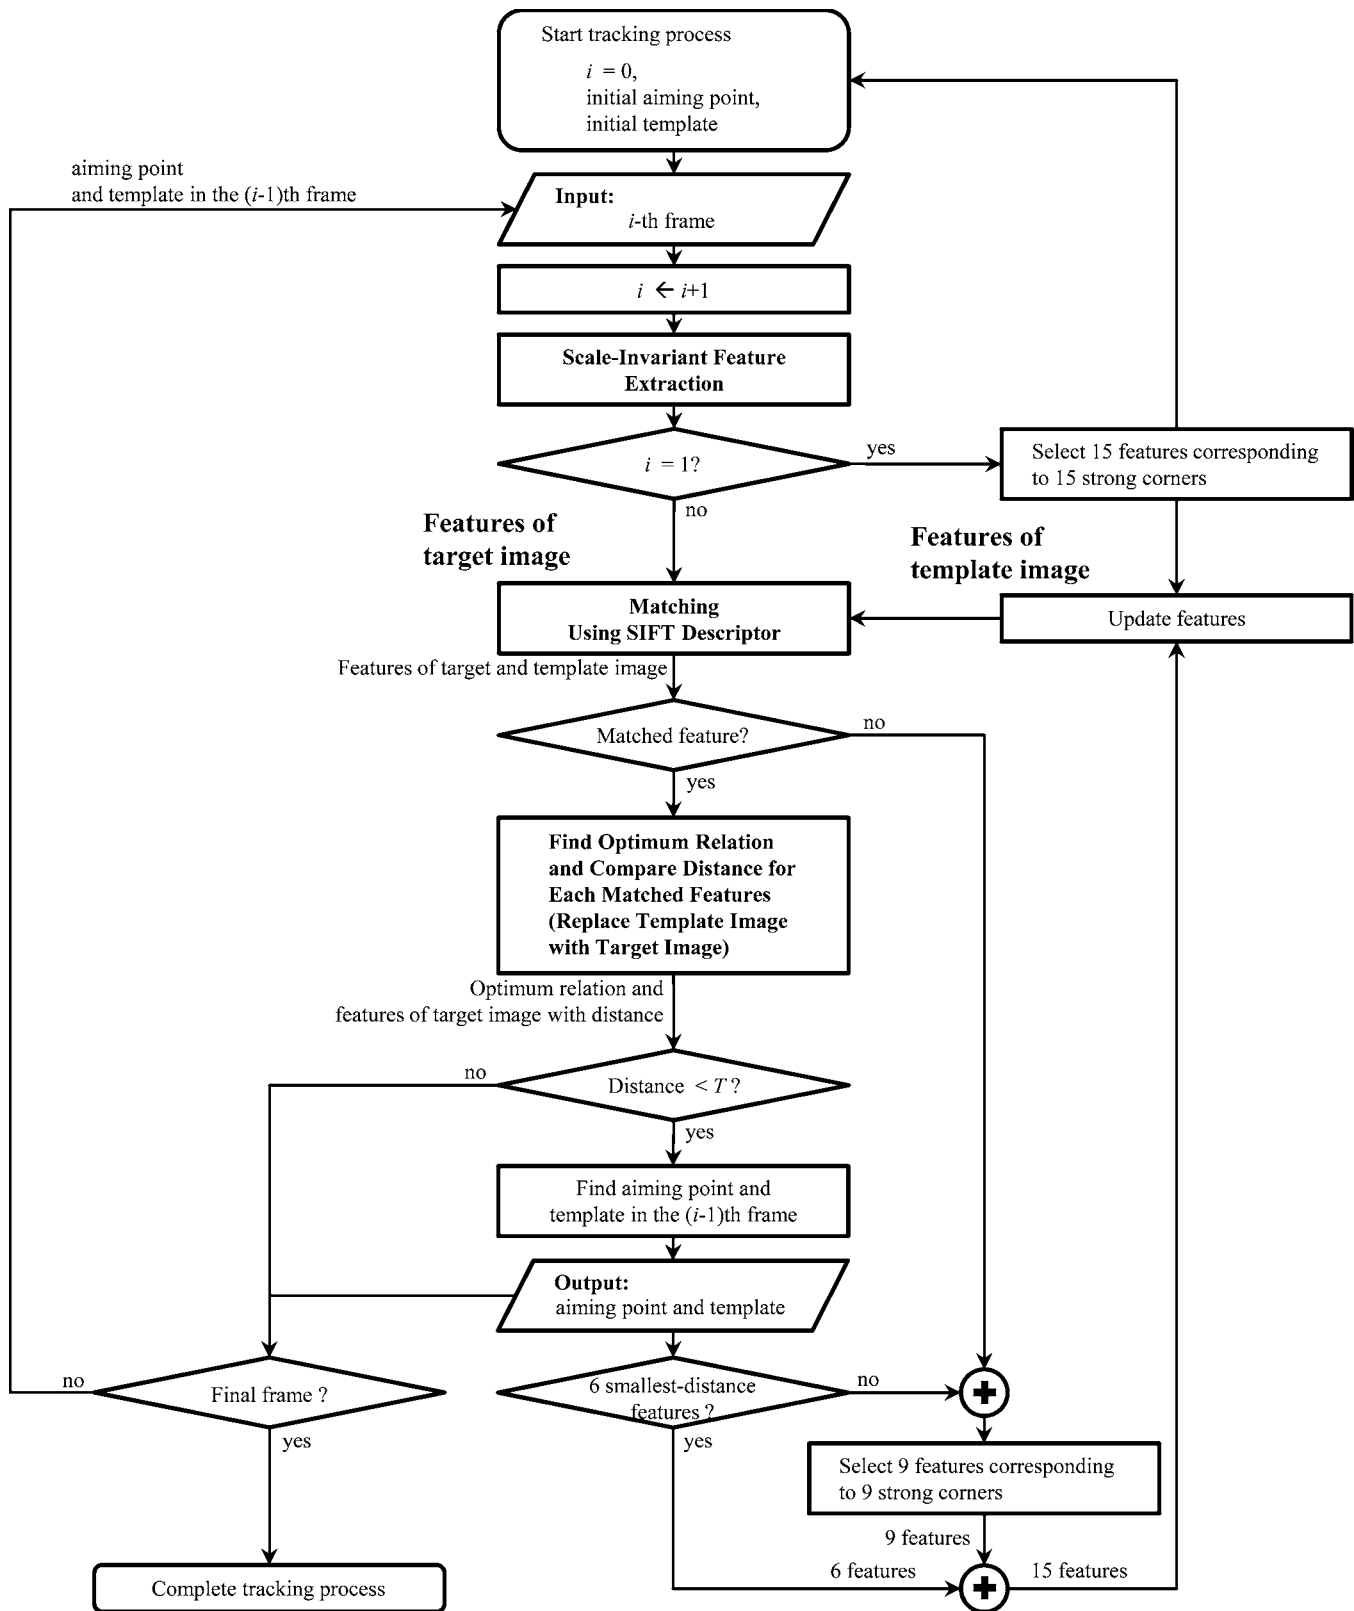 Start tracking process
i = 0,
initial aiming point,
initial template
aiming point
and template in the (i-1)th frame
Input:
i-th frame
i ← i+1
Scale-Invariant Feature
Extraction
i = 1?
yes
Select 15 features corresponding
to 15 strong corners
no
Features of
target image
Features of
template image
Matching
Using SIFT Descriptor
Update features
Features of target and template image
Matched feature?
no
yes
Find Optimum Relation
and Compare Distance for
Each Matched Features
(Replace Template Image
with Target Image)
Optimum relation and
features of target image with distance
no
Distance < T ?
yes
Find aiming point and
template in the (i-1)th frame
Output:
aiming point and template
no
Final frame ?
yes
6 smallest-distance
features ?
no
yes
Select 9 features corresponding
to 9 strong corners
9 features
6 features
15 features
Complete tracking process